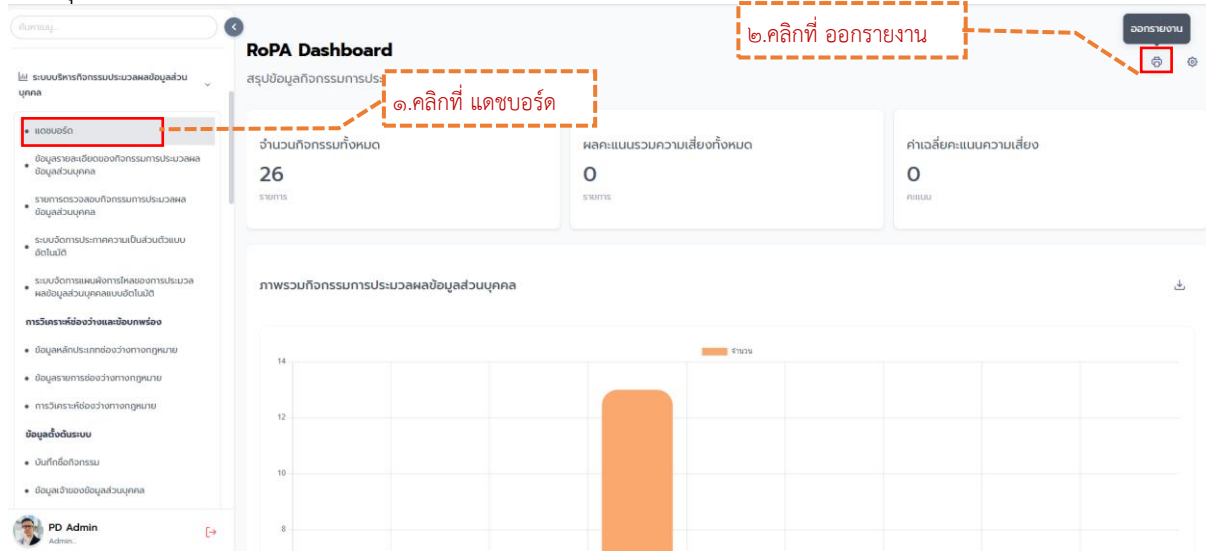 ค้นหาเมนู...
ระบบบริหารกิจกรรมประมวลผลข้อมูลส่วน
บุคคล
แดชบอร์ด
ข้อมูลรายละเอียดของกิจกรรมการประมวลผล
ข้อมูลส่วนบุคคล
รายการตรวจสอบกิจกรรมการประมวลผล
ข้อมูลส่วนบุคคล
ระบบจัดการประกาศความเป็นส่วนตัวแบบ
อัตโนมัติ
ระบบจัดการแผนผังการไหลของการประมวล
ผลข้อมูลส่วนบุคคลแบบอัตโนมัติ
การวิเคราะห์ช่องว่างและข้อบกพร่อง
ข้อมูลหลักประเภทช่องว่างทางกฎหมาย
ข้อมูลรายการช่องว่างทางกฎหมาย
การวิเคราะห์ช่องว่างทางกฎหมาย
ข้อมูลตั้งต้นระบบ
บันทึกชื่อกิจกรรม
ข้อมูลเจ้าของข้อมูลส่วนบุคคล
PD Admin
Admin..
RoPA Dashboard
สรุปข้อมูลกิจกรรมการประ
๑.คลิกที่ แดชบอร์ด
๒.คลิกที่ ออกรายงาน
ออกรายงาน
จำนวนกิจกรรมทั้งหมด
26
รายการ
ผลคะแนนรวมความเสี่ยงทั้งหมด
0
รายการ
ค่าเฉลี่ยคะแนนความเสี่ยง
0
คะแนน
ภาพรวมกิจกรรมการประมวลผลข้อมูลส่วนบุคคล
จำนวน
14
12
10
8